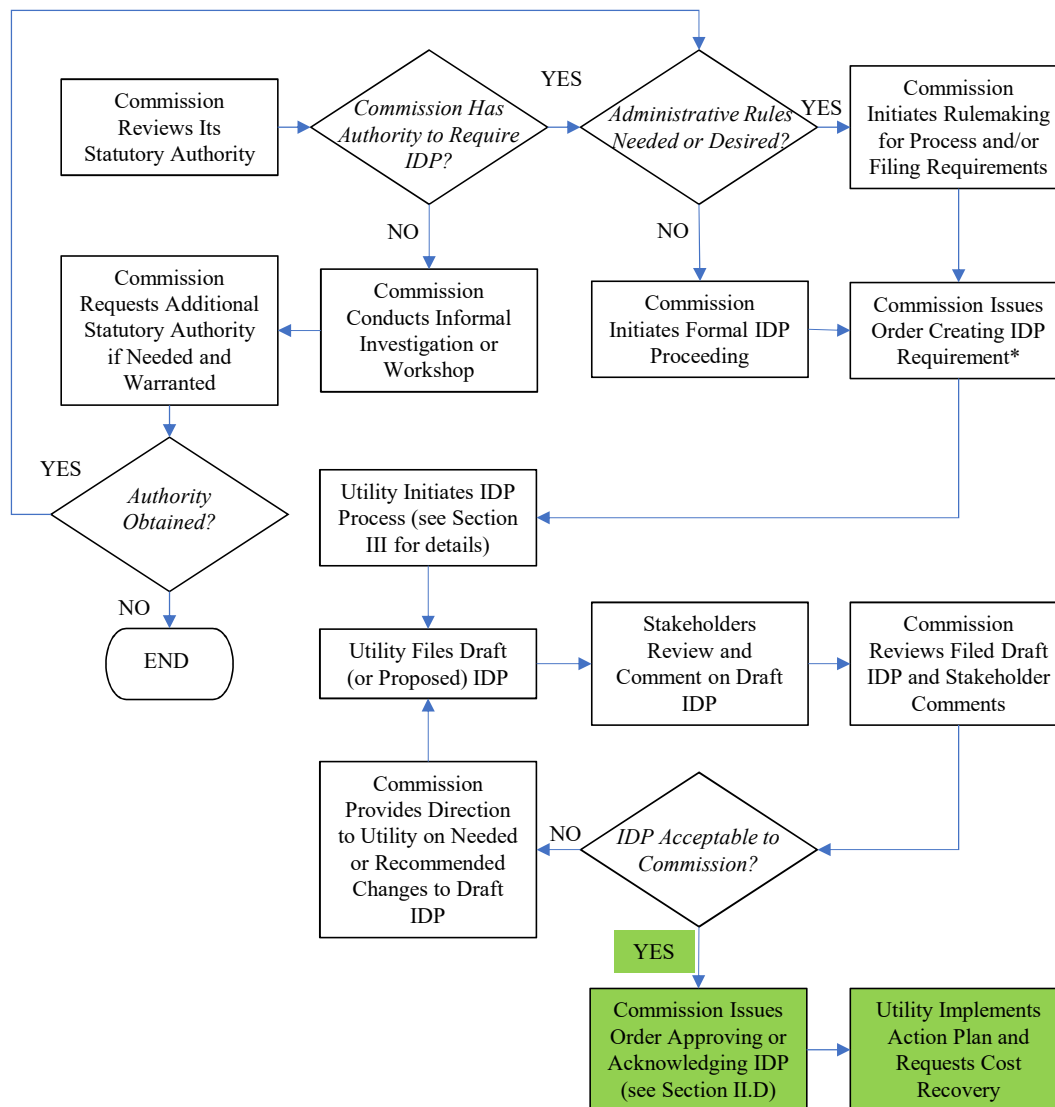 Commission
Reviews Its
Statutory Authority
Commission Has
Authority to Require
IDP?
YES
Administrative Rules
Needed or Desired?
YES
Commission
Initiates Rulemaking
for Process and/or
Filing Requirements
NO
NO
Commission
Requests Additional
Statutory Authority
if Needed and
Warranted
Commission
Conducts Informal
Investigation or
Workshop
Commission
Initiates Formal IDP
Proceeding
Commission Issues
Order Creating IDP
Requirement*
YES
Authority
Obtained?
NO
END
Utility Initiates IDP
Process (see Section
III for details)
Utility Files Draft
(or Proposed) IDP
Stakeholders
Review and
Comment on Draft
IDP
Commission
Reviews Filed Draft
IDP and Stakeholder
Comments
Commission
Provides Direction
to Utility on Needed
or Recommended
Changes to Draft
IDP
NO
IDP Acceptable to
Commission?
YES
Commission Issues
Order Approving or
Acknowledging IDP
(see Section II.D)
Utility Implements
Action Plan and
Requests Cost
Recovery